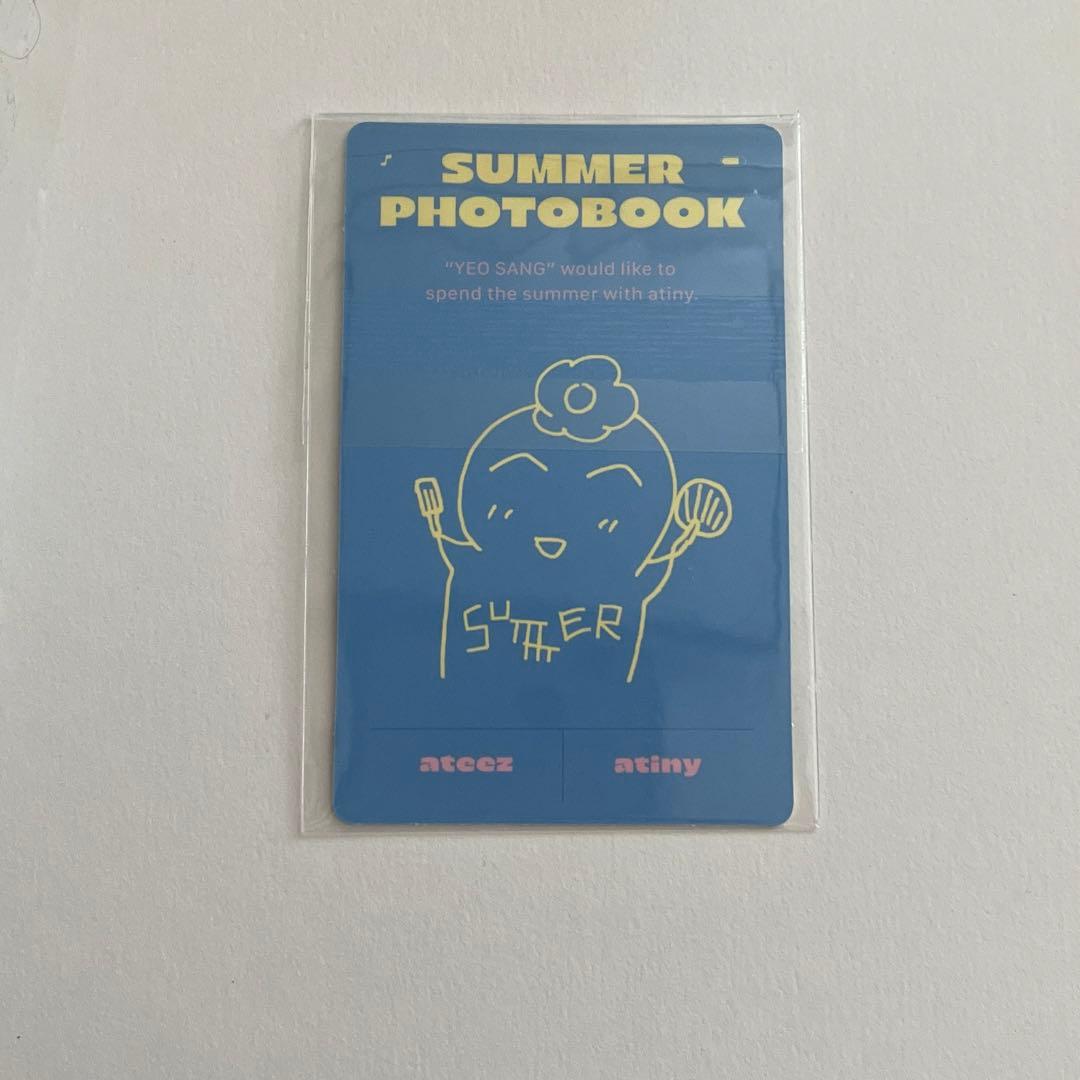 SUMMER
PHOTOBOOK
“YEO SANG” would like to
spend the summer with atiny.
SUMMER
ateez atiny